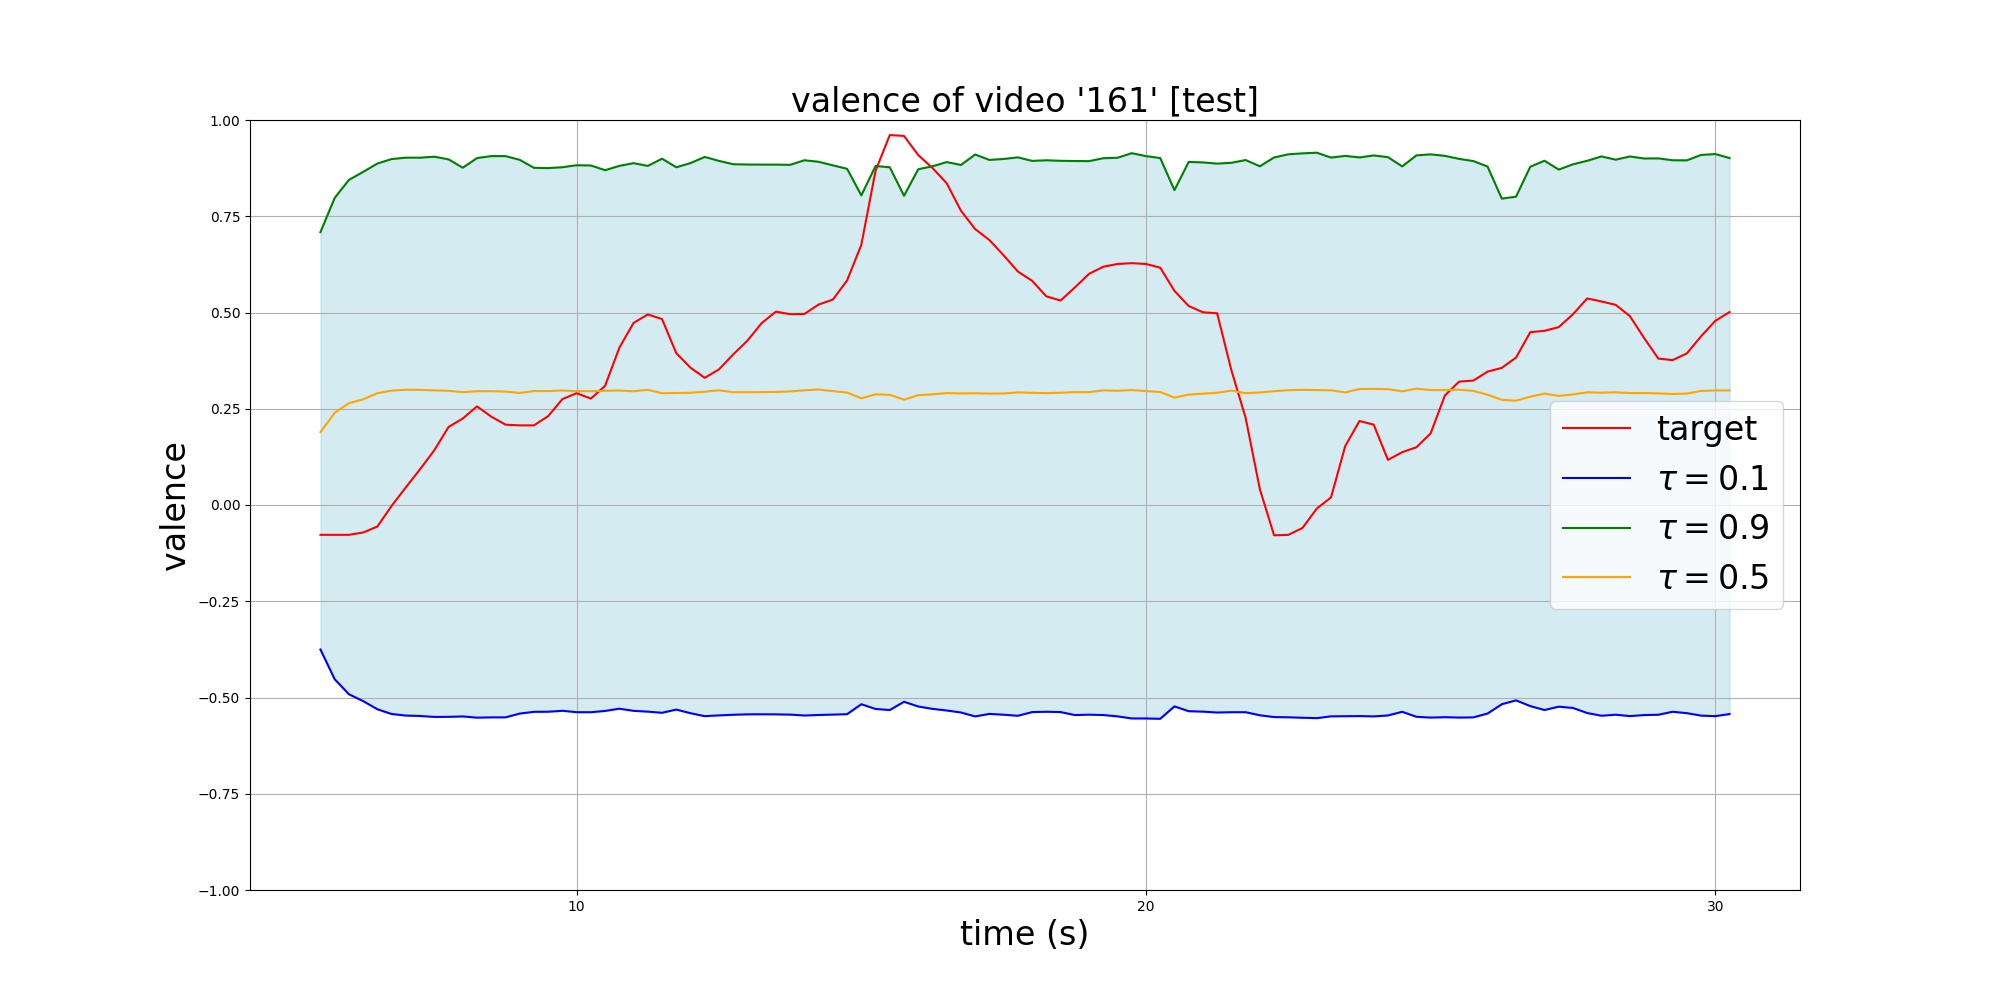 valence of video '161' [test]
1.00
0.75
0.50
0.25
0.00
−0.25
−0.50
−0.75
−1.00
valence
target
τ = 0.1
τ = 0.9
τ = 0.5
10 20 30
time (s)